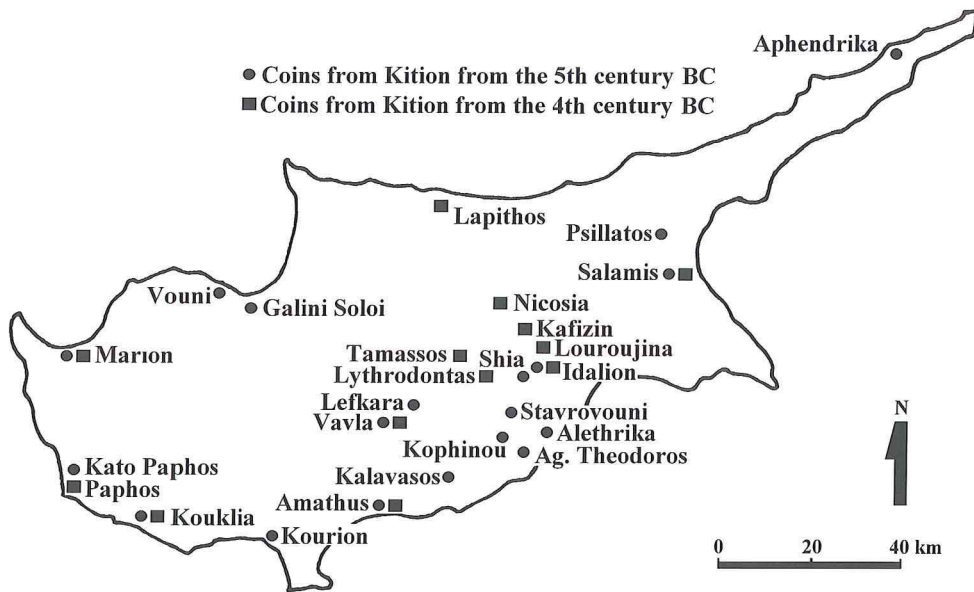 Aphendrika
Coins from Kition from the 5th century BC
Coins from Kition from the 4th century BC
Lapithos
Psillatos
Salamis
Vouni
Galini Soloi
Nicosia
Kafizin
Marıon
Tamassos
Louroujina
Shia
Idalion
Lythrodontas
Lefkara
Stavrovouni
Vavla
Alethrika
Kophinou
Ag. Theodoros
Kato Paphos
Kalavasos
Paphos
Amathus
Kouklia
Kourion
N
0 20 40 km